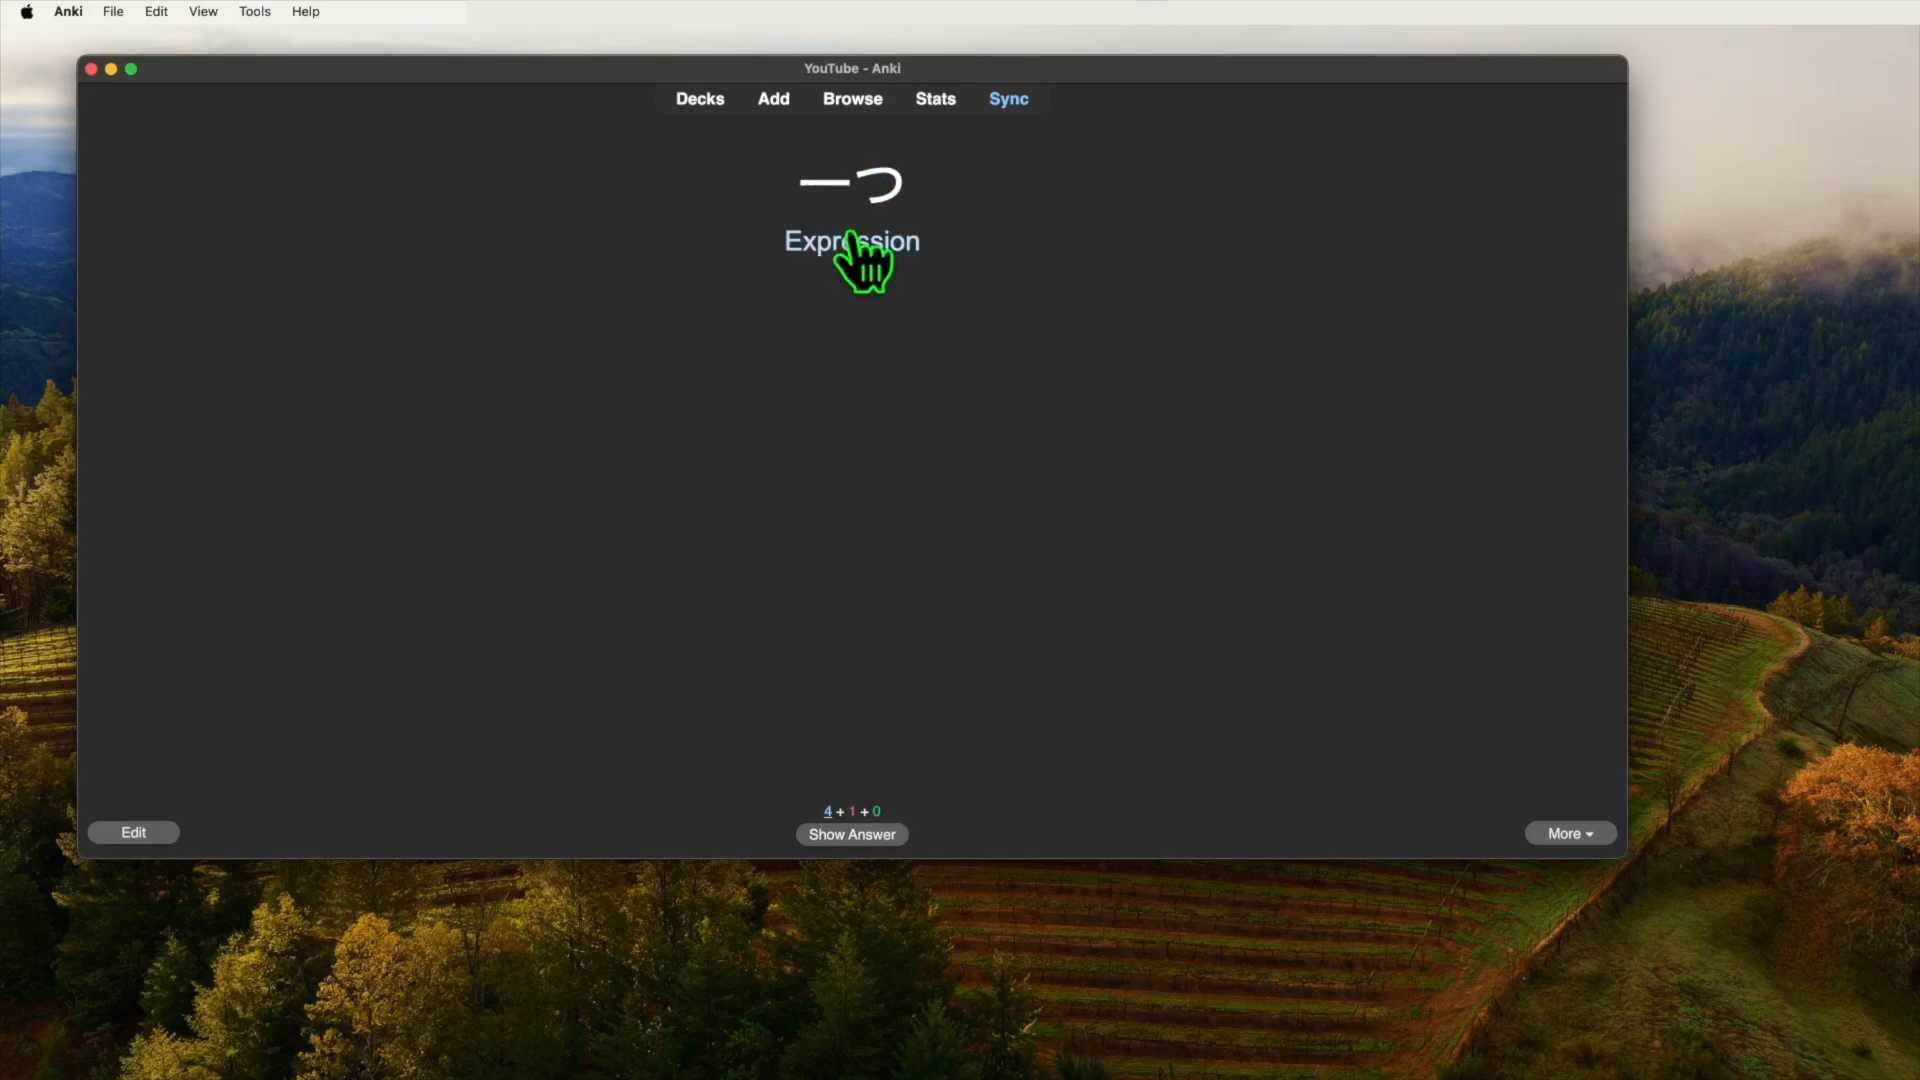 Anki File Edit View Tools Help
YouTube - Anki
Decks Add Browse Stats Sync
一つ
Expression
4 + 1 + 0
Edit Show Answer More